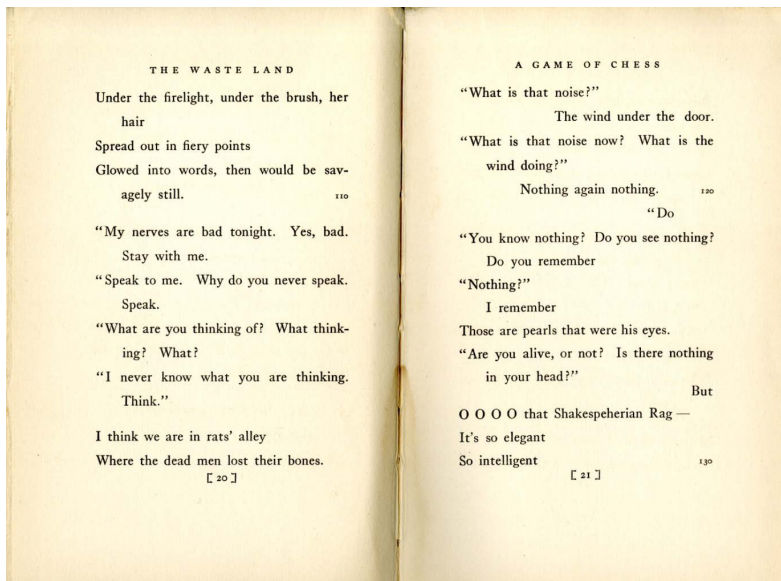 THE WASTE LAND
Under the firelight, under the brush, her
hair
Spread out in fiery points
Glowed into words, then would be sav-
agely still. 110
“My nerves are bad tonight. Yes, bad.
Stay with me.
“Speak to me. Why do you never speak.
Speak.
“What are you thinking of? What think-
ing? What?
“I never know what you are thinking.
Think.”
I think we are in rats’ alley
Where the dead men lost their bones.
[ 20 ]
A GAME OF CHESS
“What is that noise?”
The wind under the door.
“What is that noise now? What is the
wind doing?”
Nothing again nothing. 120
“Do
“You know nothing? Do you see nothing?
Do you remember
“Nothing?”
I remember
Those are pearls that were his eyes.
“Are you alive, or not? Is there nothing
in your head?”
But
O O O O that Shakespeherian Rag —
It’s so elegant
So intelligent 130
[ 21 ]